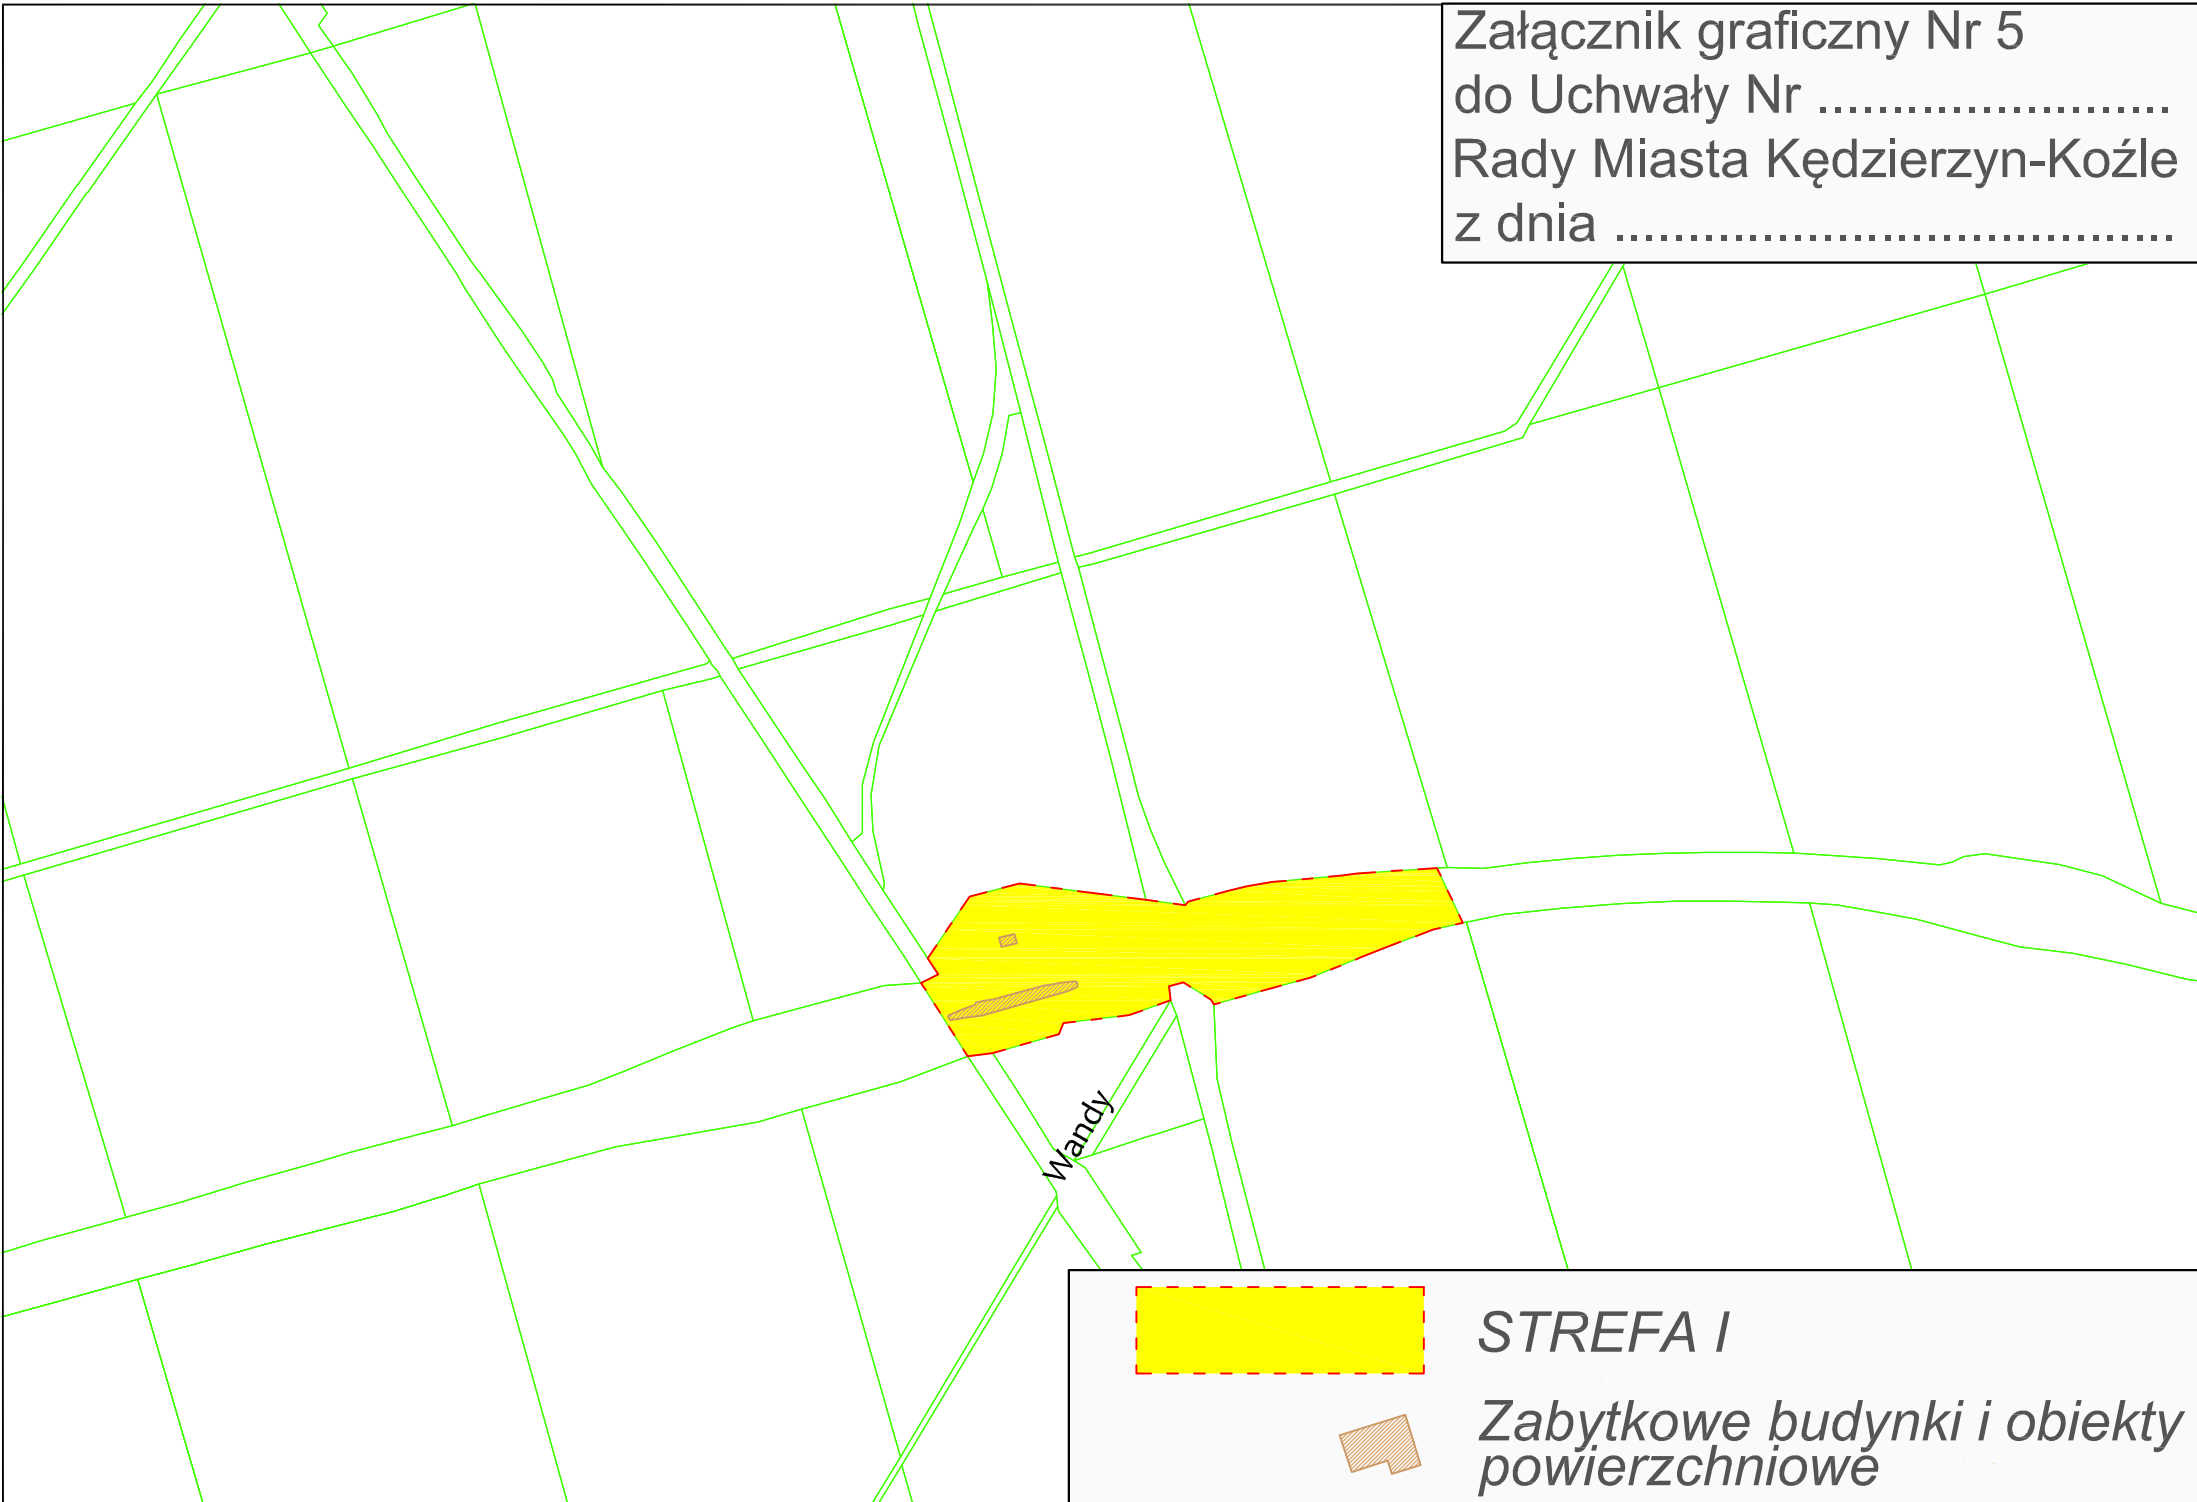 Załącznik graficzny Nr 5
do Uchwały Nr ........................
Rady Miasta Kędzierzyn-Koźle
z dnia ......................................
Wandy
STREFA I
Zabytkowe budynki i obiekty
powierzchniowe